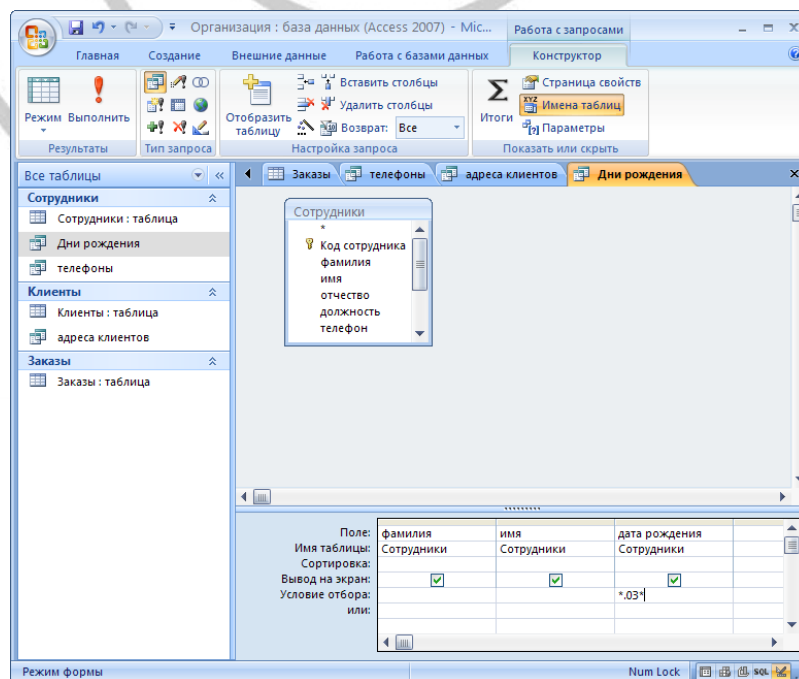 Организация : база данных (Access 2007) - Mic...
Работа с запросами
Главная Создание Внешние данные Работа с базами данных Конструктор
Режим Выполнить
Результаты
Тип запроса
Отобразить таблицу
Вставить столбцы
Удалить столбцы
Возврат: Все
Настройка запроса
Итоги
Страница свойств
XYZ Имена таблиц
Параметры
Показать или скрыть
Все таблицы
Сотрудники
Сотрудники : таблица
Дни рождения
телефоны
Клиенты
Клиенты : таблица
адреса клиентов
Заказы
Заказы : таблица
Заказы телефоны адреса клиентов Дни рождения
Сотрудники
*
Код сотрудника
фамилия
имя
отчество
должность
телефон
Поле: фамилия имя дата рождения
Имя таблицы: Сотрудники Сотрудники Сотрудники
Сортировка:
Вывод на экран:
Условие отбора: *.03*
или:
Режим формы Num Lock SQL